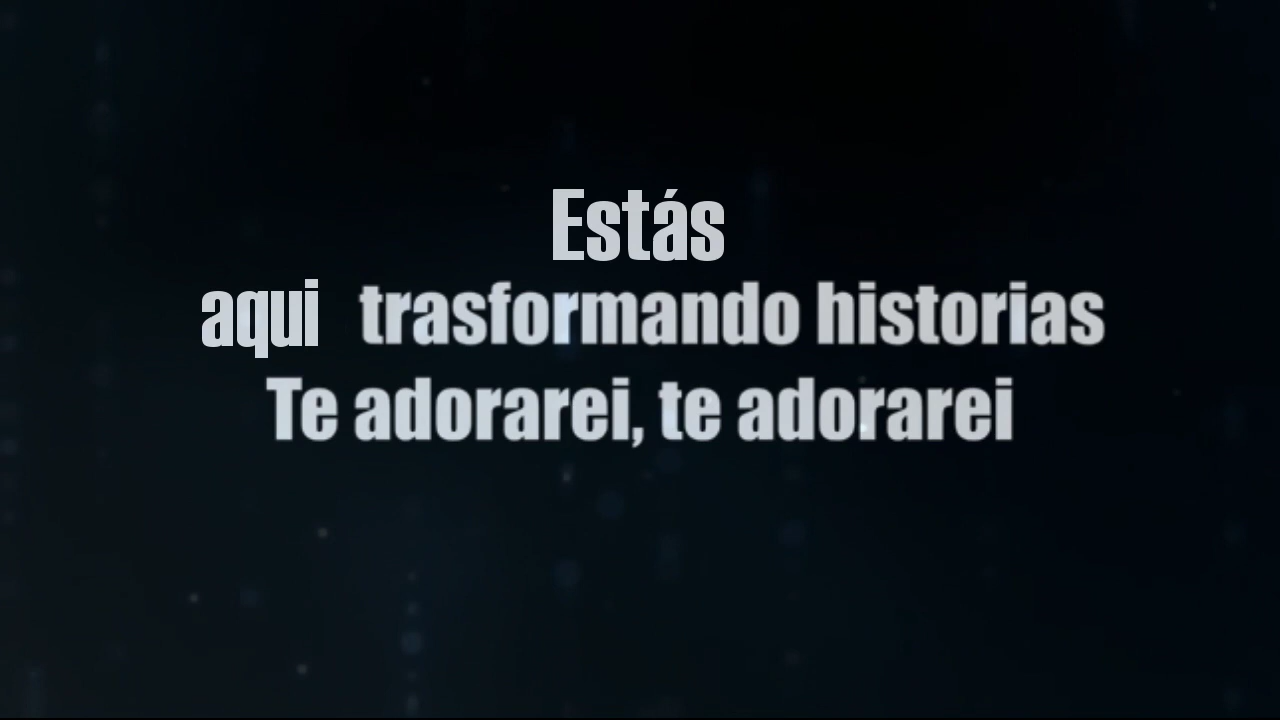 Estás
aqui trasformando historias
Te adorarei, te adorarei